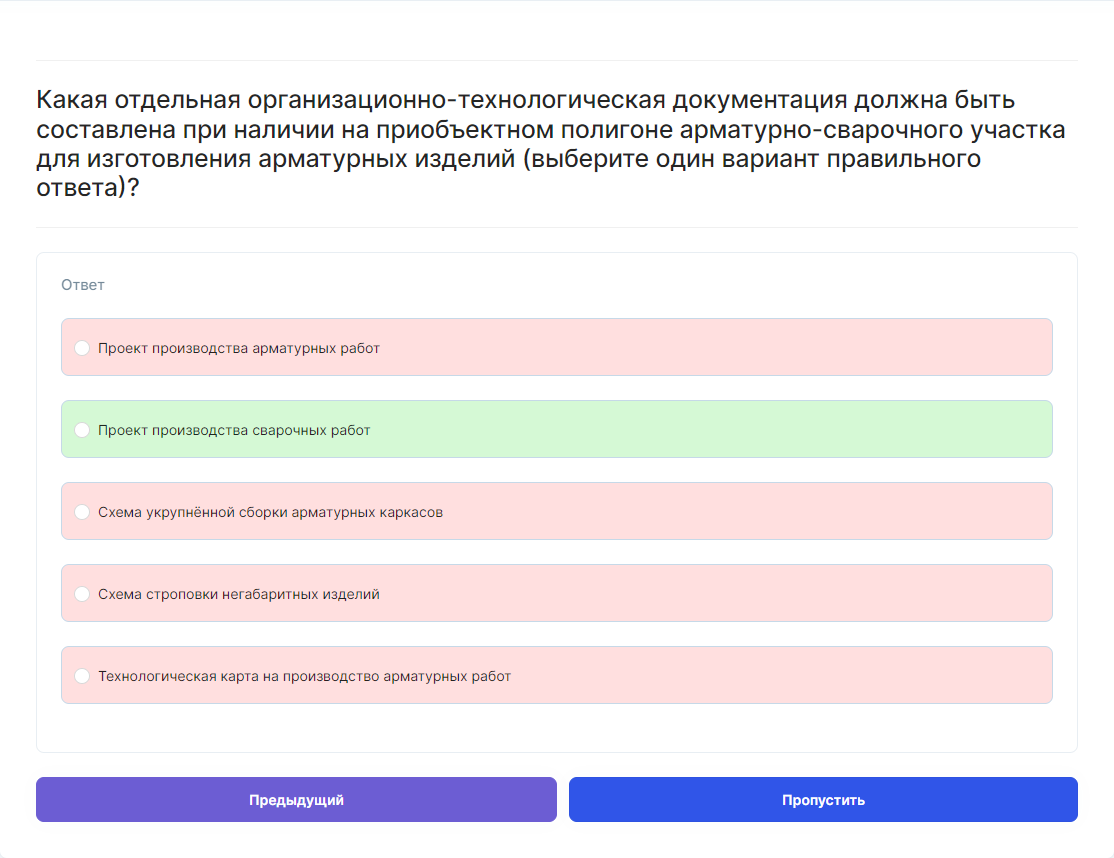 Какая отдельная организационно-технологическая документация должна быть
составлена при наличии на приобъектном полигоне арматурно-сварочного участка
для изготовления арматурных изделий (выберите один вариант правильного
ответа)?
Ответ
Проект производства арматурных работ
Проект производства сварочных работ
Схема укрупнённой сборки арматурных каркасов
Схема строповки негабаритных изделий
Технологическая карта на производство арматурных работ
Предыдущий
Пропустить